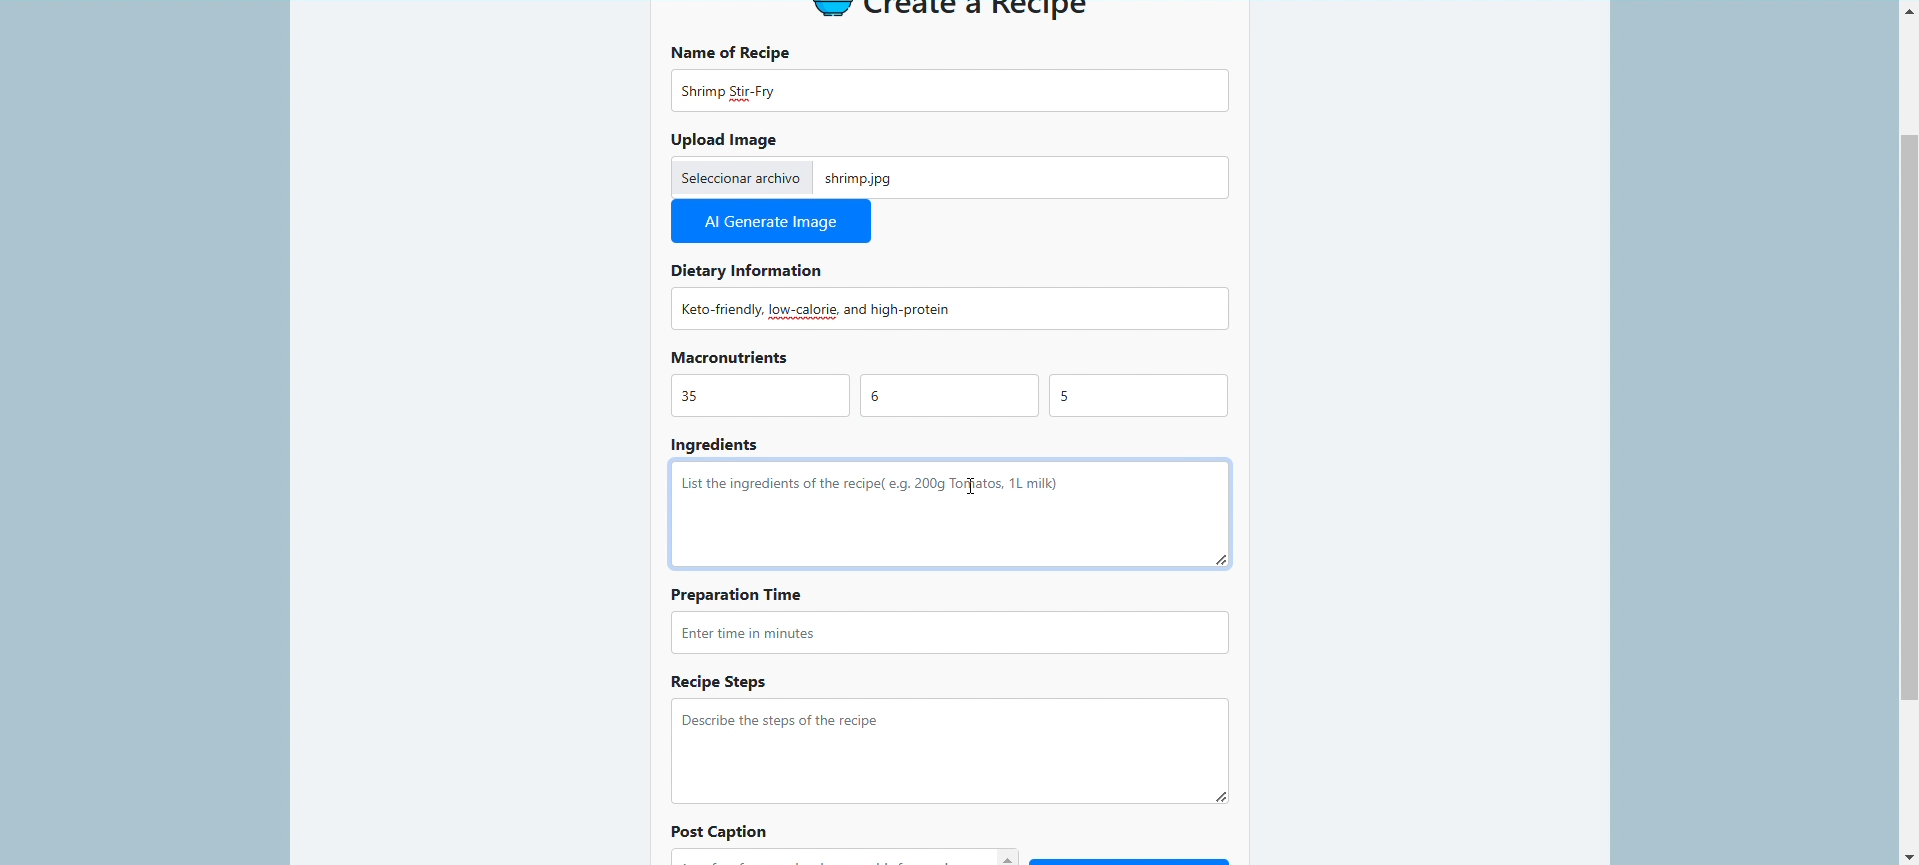 Create a Recipe
Name of Recipe
Shrimp Stir-Fry
Upload Image
Seleccionar archivo shrimp.jpg
AI Generate Image
Dietary Information
Keto-friendly, low-calorie, and high-protein
Macronutrients
35 6 5
Ingredients
List the ingredients of the recipe( e.g. 200g Tomatos, 1L milk)
Preparation Time
Enter time in minutes
Recipe Steps
Describe the steps of the recipe
Post Caption